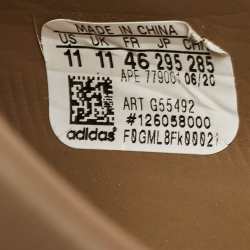 MADE IN CHINA
US UK FR JP CHN
11 11 46 295 285
APE 779001 06/20
ART G55492
#126058000
adidas F0GML8Fk00021